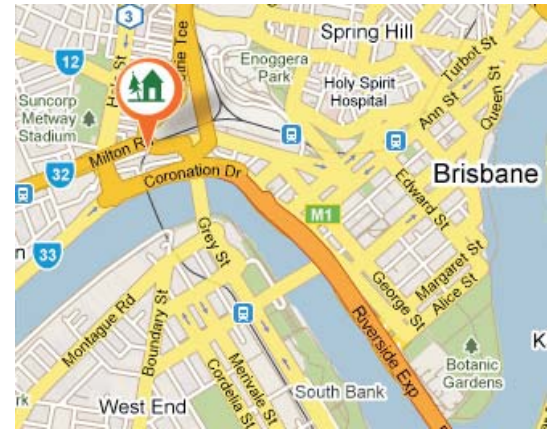 3
Spring Hill
Turbot St
12
Enoggera
Park
Holy Spirit
Hospital
Ann St
Queen St
Suncorp
Metway
Stadium
Milton R
32
Coronation Dr
Brisbane
Edward St
33
M1
Grey St
Margaret St
Alice St
George St
Montague Rd
Boundary St
Riverside Exp
Botanic
Gardens
K
Merivale St
Cordelia St
South Bank
West End